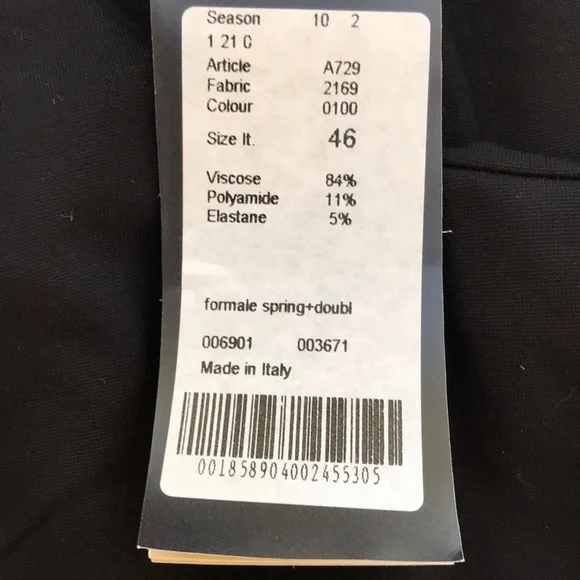 Season 10 2
1 21 C
Article A729
Fabric 2169
Colour 0100
Size It. 46
Viscose 84%
Polyamide 11%
Elastane 5%
formale spring+doubl
006901 003671
Made in Italy
001858904002455305